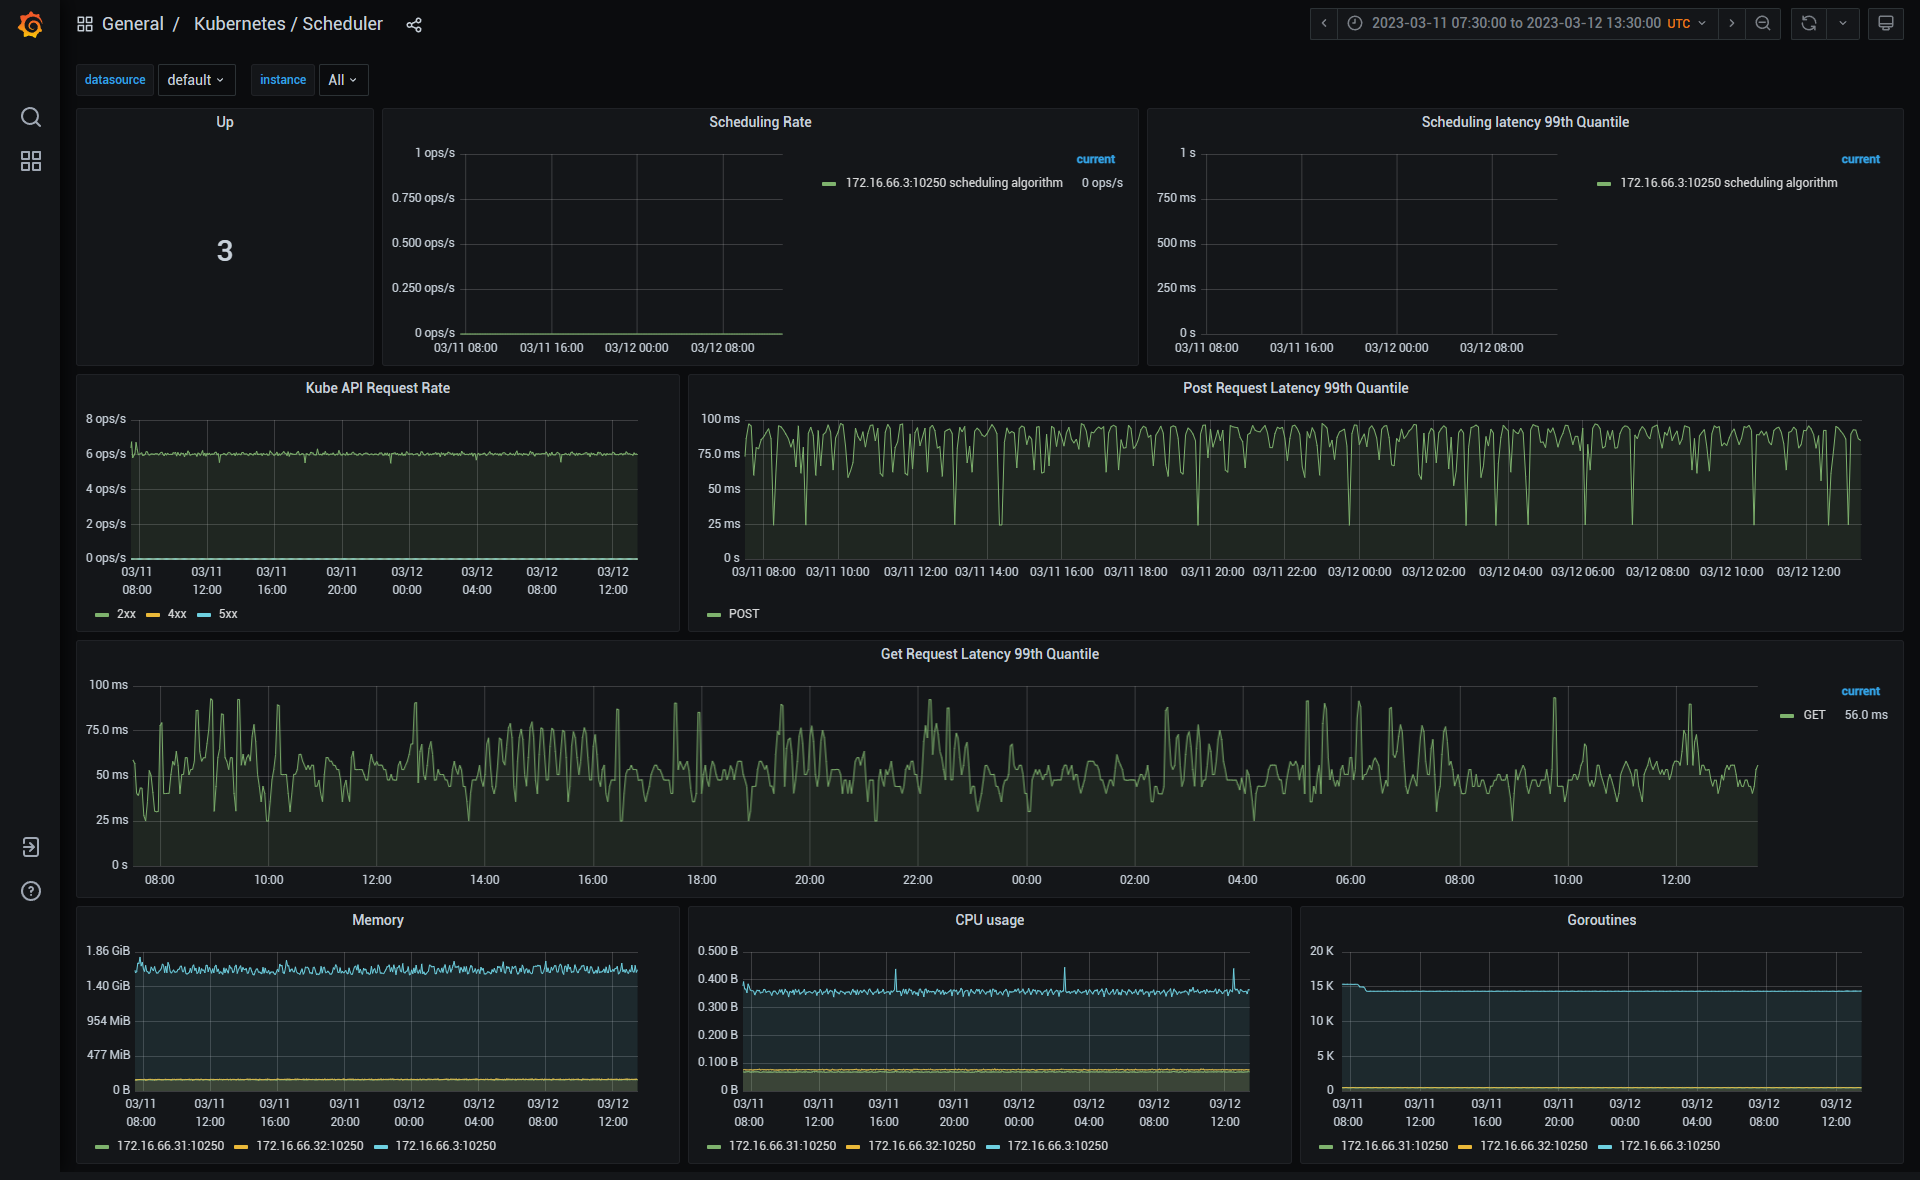 General / Kubernetes / Scheduler
2023-03-11 07:30:00 to 2023-03-12 13:30:00 UTC
datasource default instance All
Up
3
Scheduling Rate
1 ops/s
0.750 ops/s
0.500 ops/s
0.250 ops/s
0 ops/s
03/11 08:00 03/11 16:00 03/12 00:00 03/12 08:00
current
172.16.66.3:10250 scheduling algorithm 0 ops/s
Scheduling latency 99th Quantile
1 s
750 ms
500 ms
250 ms
0 s
03/11 08:00 03/11 16:00 03/12 00:00 03/12 08:00
current
172.16.66.3:10250 scheduling algorithm
Kube API Request Rate
8 ops/s
6 ops/s
4 ops/s
2 ops/s
0 ops/s
03/11 03/11 03/11 03/11 03/12 03/12 03/12 03/12
08:00 12:00 16:00 20:00 00:00 04:00 08:00 12:00
2xx 4xx 5xx
Post Request Latency 99th Quantile
100 ms
75.0 ms
50 ms
25 ms
0 s
03/11 08:00 03/11 10:00 03/11 12:00 03/11 14:00 03/11 16:00 03/11 18:00 03/11 20:00 03/11 22:00 03/12 00:00 03/12 02:00 03/12 04:00 03/12 06:00 03/12 08:00 03/12 10:00 03/12 12:00
POST
Get Request Latency 99th Quantile
100 ms
75.0 ms
50 ms
25 ms
0 s
08:00 10:00 12:00 14:00 16:00 18:00 20:00 22:00 00:00 02:00 04:00 06:00 08:00 10:00 12:00
current
GET 56.0 ms
Memory
1.86 GiB
1.40 GiB
954 MiB
477 MiB
0 B
03/11 03/11 03/11 03/11 03/12 03/12 03/12 03/12
08:00 12:00 16:00 20:00 00:00 04:00 08:00 12:00
172.16.66.31:10250 172.16.66.32:10250 172.16.66.3:10250
CPU usage
0.500 B
0.400 B
0.300 B
0.200 B
0.100 B
0 B
03/11 03/11 03/11 03/11 03/12 03/12 03/12 03/12
08:00 12:00 16:00 20:00 00:00 04:00 08:00 12:00
172.16.66.31:10250 172.16.66.32:10250 172.16.66.3:10250
Goroutines
20 K
15 K
10 K
5 K
0
03/11 03/11 03/11 03/11 03/12 03/12 03/12 03/12
08:00 12:00 16:00 20:00 00:00 04:00 08:00 12:00
172.16.66.31:10250 172.16.66.32:10250 172.16.66.3:10250